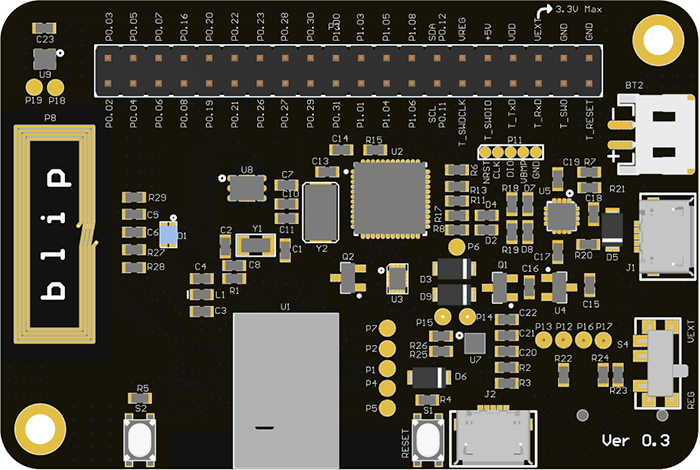 3.3V Max
P0.03
P0.05
P0.07
P0.16
P0.17
P0.15
P0.20
P0.28
P0.30
P1.03
P1.05
P1.08
SDA
P0.12
VREG
+5V
VDD
VEXT
GND
GND
P0.02
P0.04
P0.06
P0.08
P0.19
P0.21
P0.26
P0.27
P0.29
P0.31
P1.01
P1.04
P1.06
SCL
P0.11
T_SWDCLK
T_SWDIO
T_TxD
T_RxD
T_SWO
T_RESET
C23
U9
P19 P18
P8
blip
BT2
+
C14
R15
U2
C13
P11
NRST
CLK
DIO
VBMP
GND
U8
C7
C10
C11
Y2
R6
R13
R11
R17
R8
P6
R18
D7
R19
D8
D4
D2
C19
R7
U5
C18
R21
R20
D5
J1
C17
R29
C5
C6
D1
R27
R28
C2
Y1
C8
C1
R1
C4
L1
C3
Q2
U3
D3
D9
Q1
C16
U4
C15
U1
P15
P14
P7
P2
P1
P4
P5
R26
R25
U7
C22
C21
C20
R2
R3
P13 P12 P16 P17
R22
R24
R23
S4
VEXT
REG
D6
R4
S1
RESET
J2
R5
S2
Ver 0.3